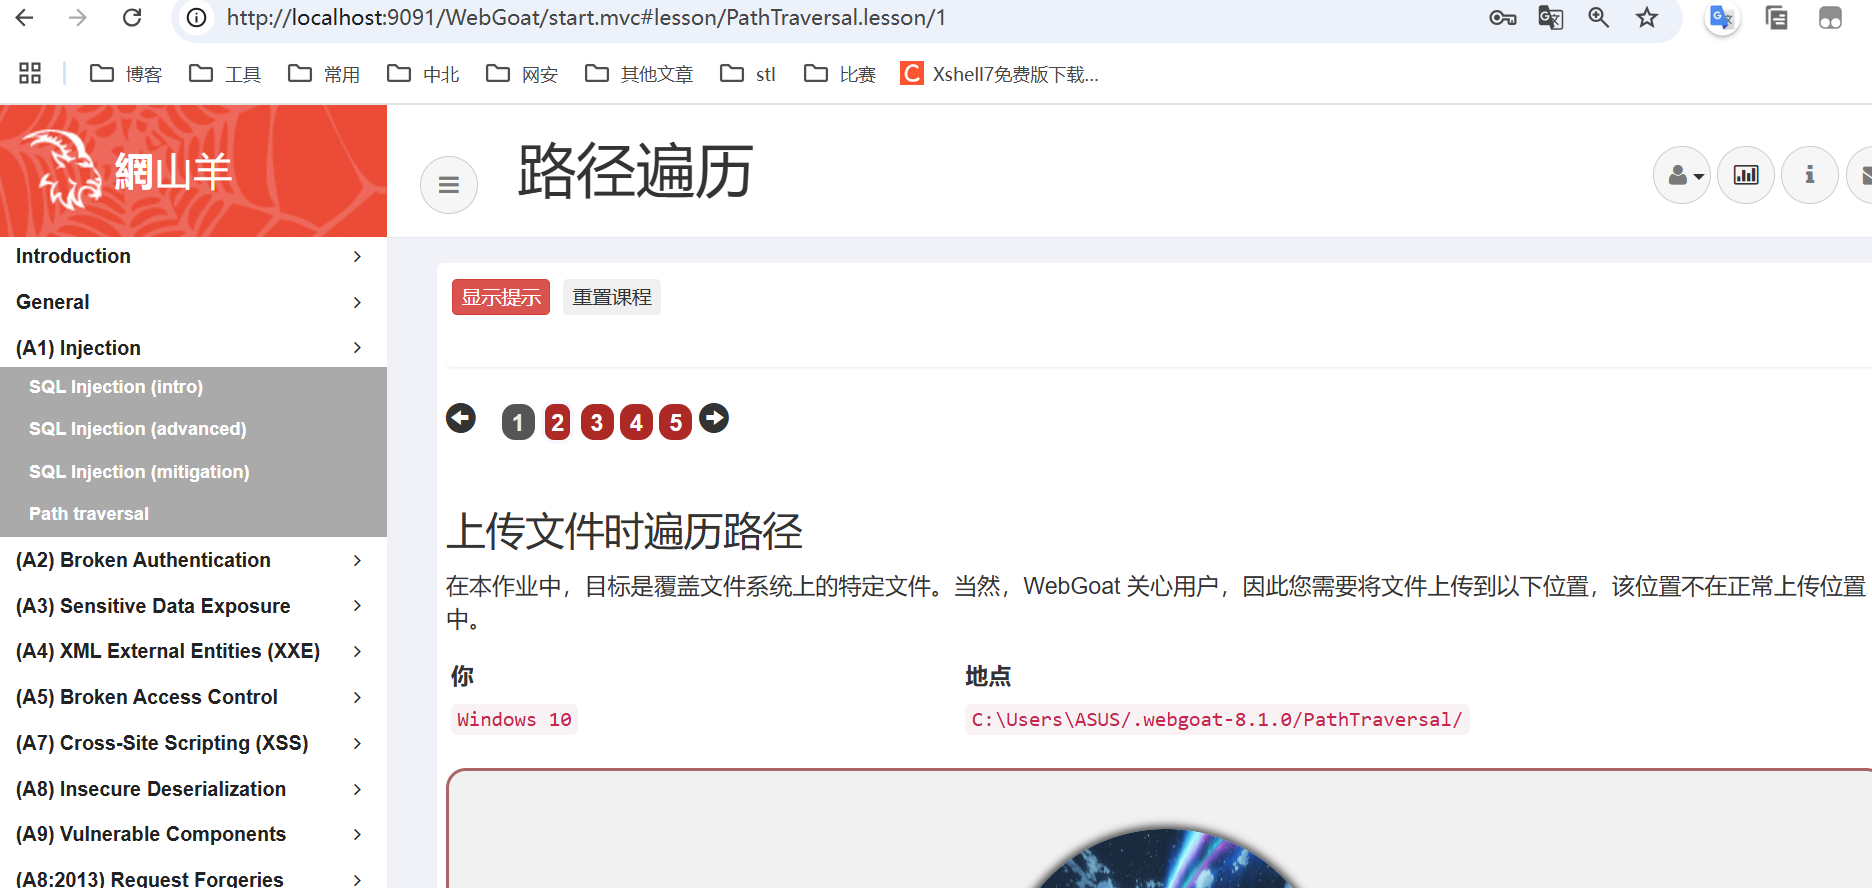 http://localhost:9091/WebGoat/start.mvc#lesson/PathTraversal.lesson/1
博客 工具 常用 中北 网安 其他文章 stl 比赛 Xshell7免费版下载...
網山羊
路径遍历
Introduction
General
(A1) Injection
SQL Injection (intro)
SQL Injection (advanced)
SQL Injection (mitigation)
Path traversal
(A2) Broken Authentication
(A3) Sensitive Data Exposure
(A4) XML External Entities (XXE)
(A5) Broken Access Control
(A7) Cross-Site Scripting (XSS)
(A8) Insecure Deserialization
(A9) Vulnerable Components
(A8:2013) Request Forgeries
显示提示 重置课程
1 2 3 4 5
上传文件时遍历路径
在本作业中，目标是覆盖文件系统上的特定文件。当然，WebGoat 关心用户，因此您需要将文件上传到以下位置，该位置不在正常上传位置
中。
你 地点
Windows 10 C:\Users\ASUS/.webgoat-8.1.0/PathTraversal/